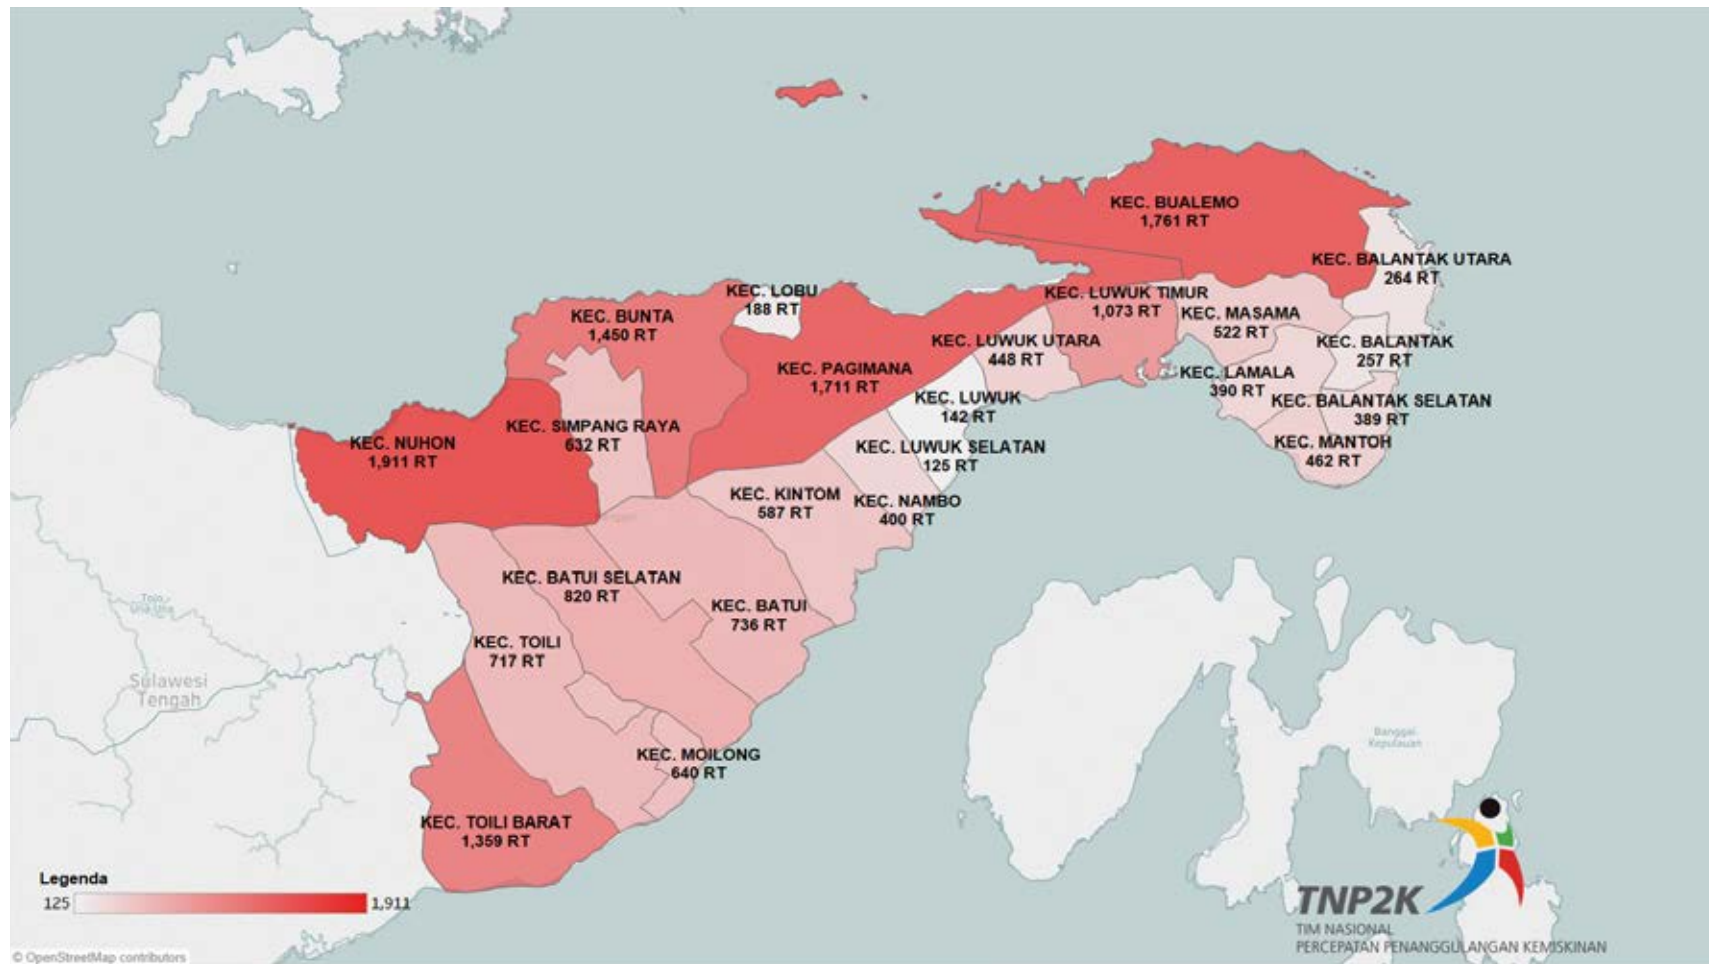 KEC. BUALEMO
1,761 RT
KEC. BALANTAK UTARA
264 RT
KEC. LOBU
188 RT
KEC. LUWUK TIMUR
1,073 RT
KEC. BUNTA
1,450 RT
KEC. MASAMA
522 RT
KEC. LUWUK UTARA
448 RT
KEC. BALANTAK
257 RT
KEC. PAGIMANA
1,711 RT
KEC. LAMALA
390 RT
KEC. LUWUK
142 RT
KEC. BALANTAK SELATAN
389 RT
KEC. SIMPANG RAYA
632 RT
KEC. NUHON
1,911 RT
KEC. LUWUK SELATAN
125 RT
KEC. MANTOH
462 RT
KEC. KINTOM
587 RT
KEC. NAMBO
400 RT
KEC. BATUI SELATAN
820 RT
KEC. BATUI
736 RT
Tojo
Una-Una
KEC. TOILI
717 RT
Sulawesi
Tengah
Banggai
Kepulauan
KEC. MOILONG
640 RT
KEC. TOILI BARAT
1,359 RT
Legenda
125 1,911
TNP2K
TIM NASIONAL
PERCEPATAN PENANGGULANGAN KEMISKINAN
© OpenStreetMap contributors